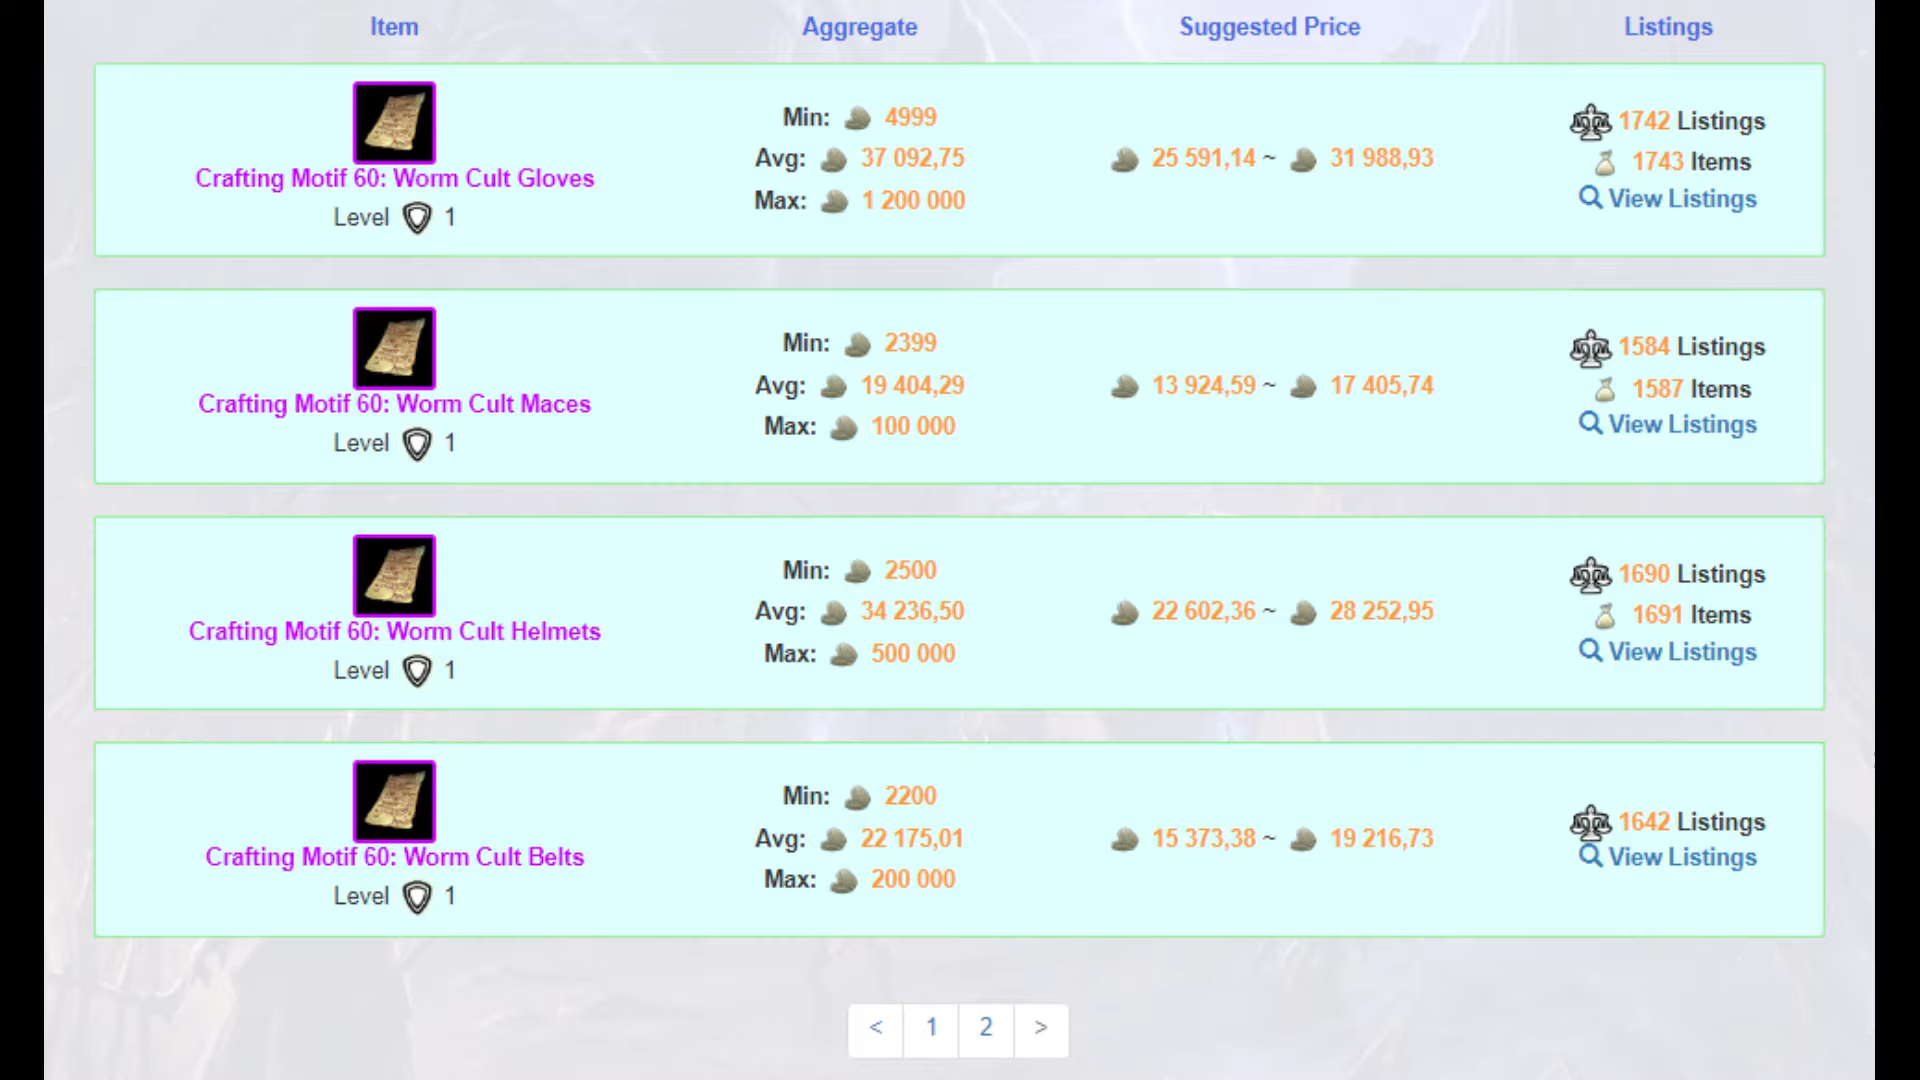 Item Aggregate Suggested Price Listings
Crafting Motif 60: Worm Cult Gloves
Level 1
Min: 4999
Avg: 37 092,75
Max: 1 200 000
25 591,14 ~ 31 988,93
1742 Listings
1743 Items
View Listings
Crafting Motif 60: Worm Cult Maces
Level 1
Min: 2399
Avg: 19 404,29
Max: 100 000
13 924,59 ~ 17 405,74
1584 Listings
1587 Items
View Listings
Crafting Motif 60: Worm Cult Helmets
Level 1
Min: 2500
Avg: 34 236,50
Max: 500 000
22 602,36 ~ 28 252,95
1690 Listings
1691 Items
View Listings
Crafting Motif 60: Worm Cult Belts
Level 1
Min: 2200
Avg: 22 175,01
Max: 200 000
15 373,38 ~ 19 216,73
1642 Listings
View Listings
< 1 2 >